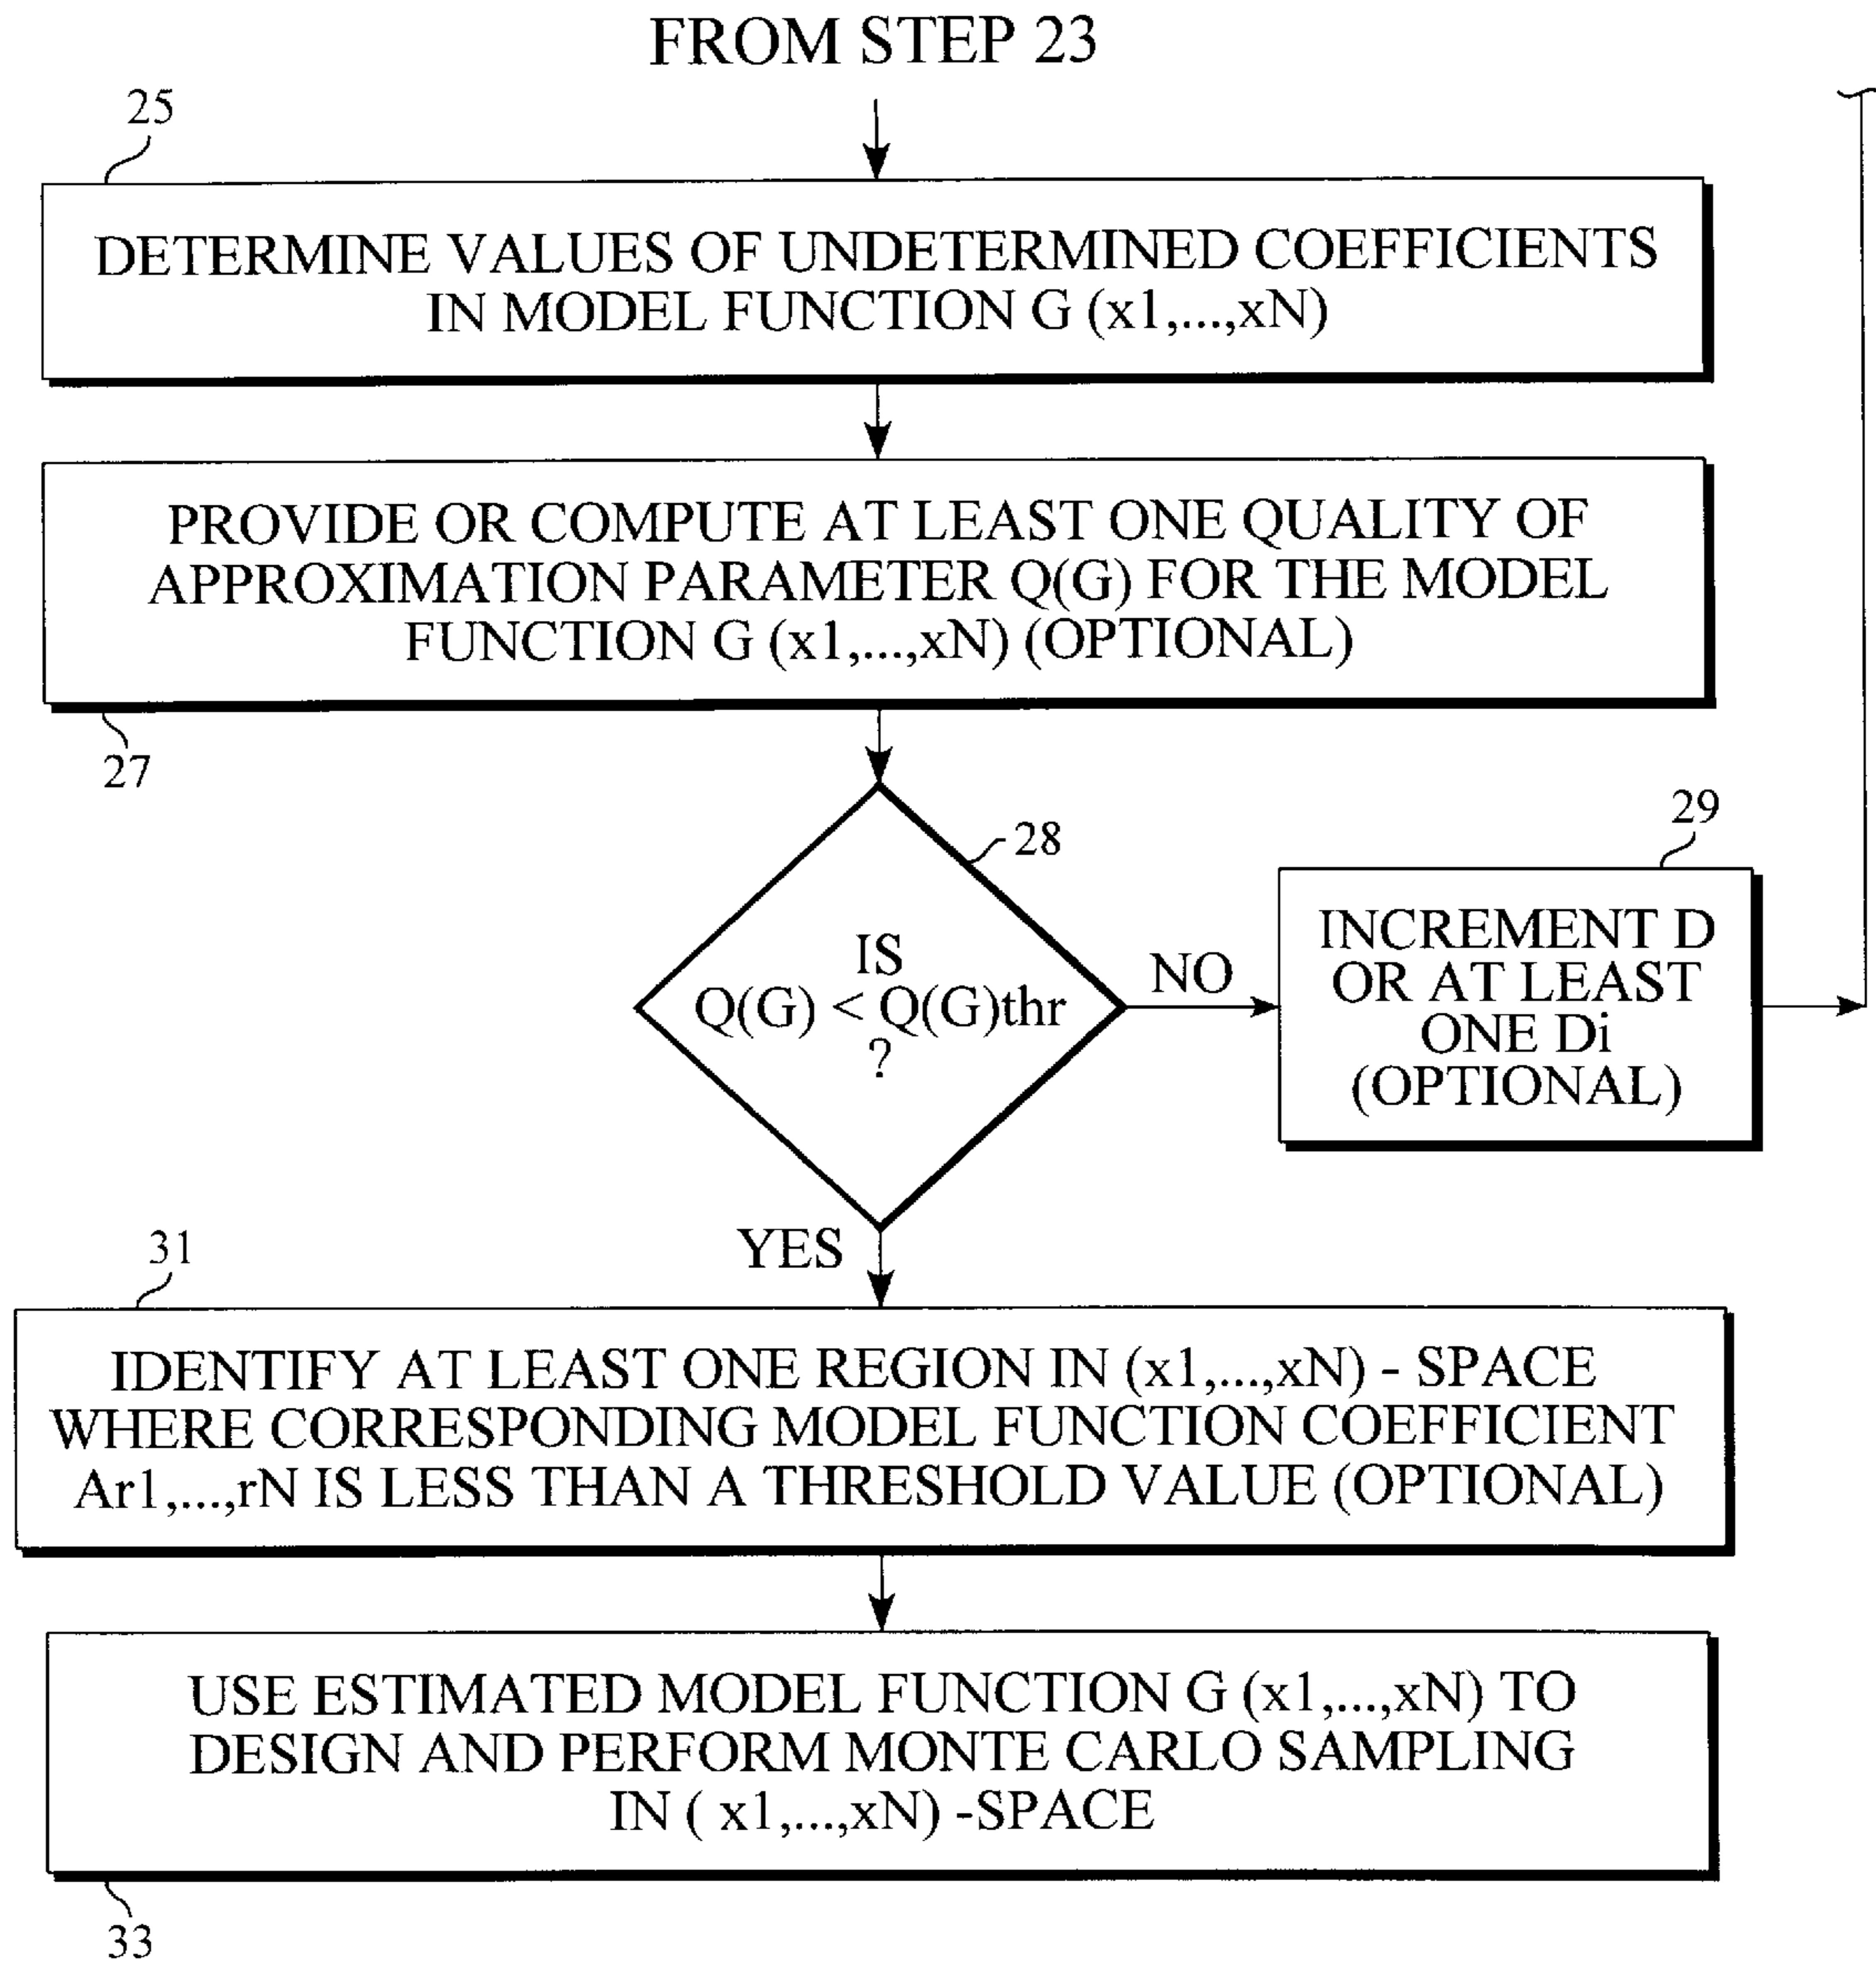 FROM STEP 23
25
DETERMINE VALUES OF UNDETERMINED COEFFICIENTS
IN MODEL FUNCTION G (x1,...,xN)
PROVIDE OR COMPUTE AT LEAST ONE QUALITY OF
APPROXIMATION PARAMETER Q(G) FOR THE MODEL
FUNCTION G (x1,...,xN) (OPTIONAL)
27
28
IS
Q(G) < Q(G)thr
?
NO
29
INCREMENT D
OR AT LEAST
ONE Di
(OPTIONAL)
YES
31
IDENTIFY AT LEAST ONE REGION IN (x1,...,xN) - SPACE
WHERE CORRESPONDING MODEL FUNCTION COEFFICIENT
Ar1,...,rN IS LESS THAN A THRESHOLD VALUE (OPTIONAL)
USE ESTIMATED MODEL FUNCTION G (x1,...,xN) TO
DESIGN AND PERFORM MONTE CARLO SAMPLING
IN ( x1,...,xN) -SPACE
33